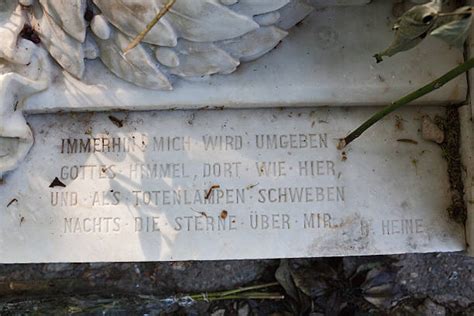 IMMERHIN! MICH WIRD UMGEBEN
GOTTES HIMMEL, DORT WIE HIER,
UND ALS TOTENLAMPEN SCHWEBEN
NACHTS DIE STERNE ÜBER MIR. H. HEINE.